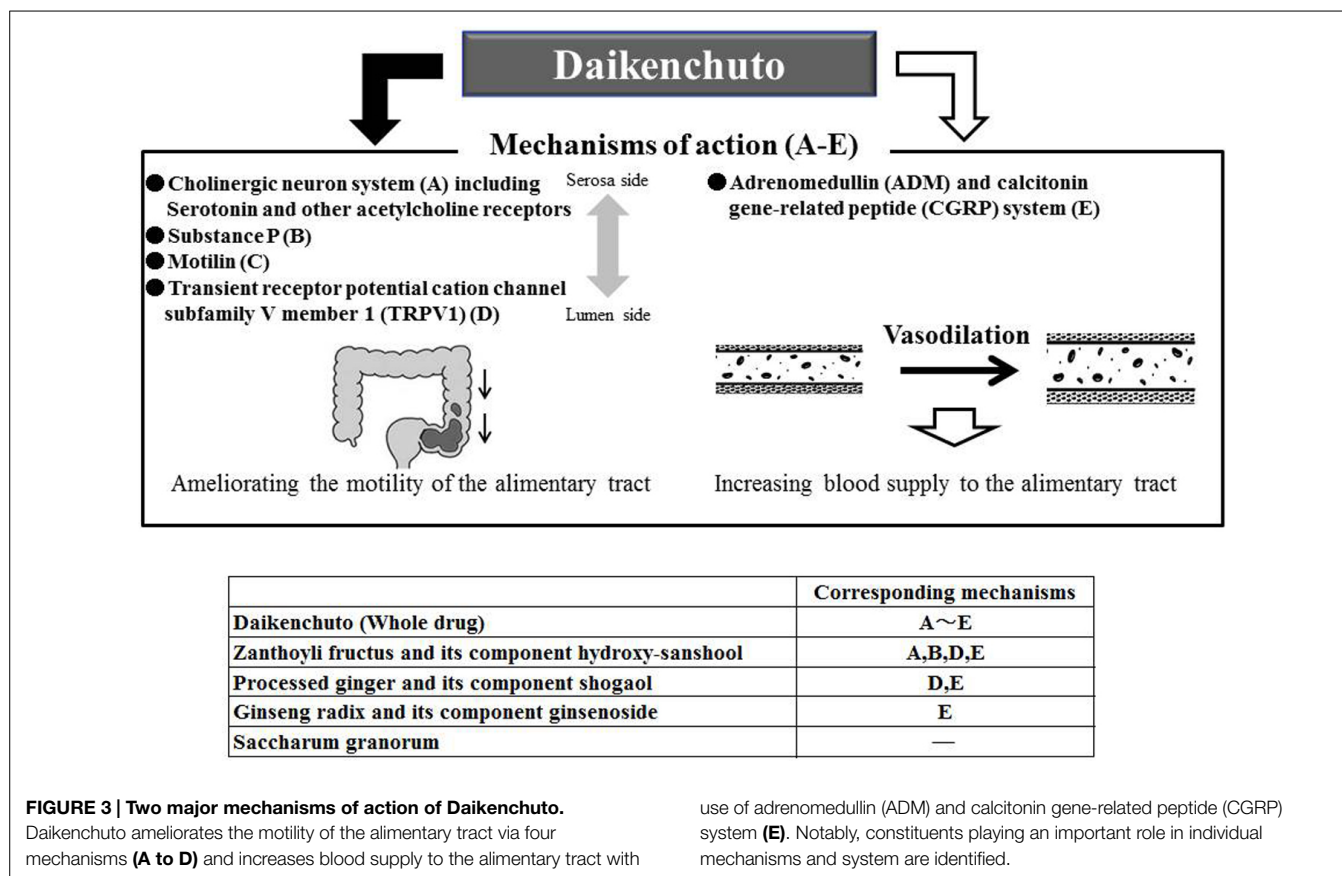 Daikenchuto
Mechanisms of action (A-E)
● Cholinergic neuron system (A) including
Serotonin and other acetylcholine receptors
● Substance P (B)
● Motilin (C)
● Transient receptor potential cation channel
subfamily V member 1 (TRPV1) (D)
Serosa side
Lumen side
Ameliorating the motility of the alimentary tract
● Adrenomedullin (ADM) and calcitonin
gene-related peptide (CGRP) system (E)
Vasodilation
Increasing blood supply to the alimentary tract
Corresponding mechanisms
Daikenchuto (Whole drug) A～E
Zanthoyli fructus and its component hydroxy-sanshool A,B,D,E
Processed ginger and its component shogaol D,E
Ginseng radix and its component ginsenoside E
Saccharum granorum —
FIGURE 3 | Two major mechanisms of action of Daikenchuto.
Daikenchuto ameliorates the motility of the alimentary tract via four
mechanisms (A to D) and increases blood supply to the alimentary tract with
use of adrenomedullin (ADM) and calcitonin gene-related peptide (CGRP)
system (E). Notably, constituents playing an important role in individual
mechanisms and system are identified.